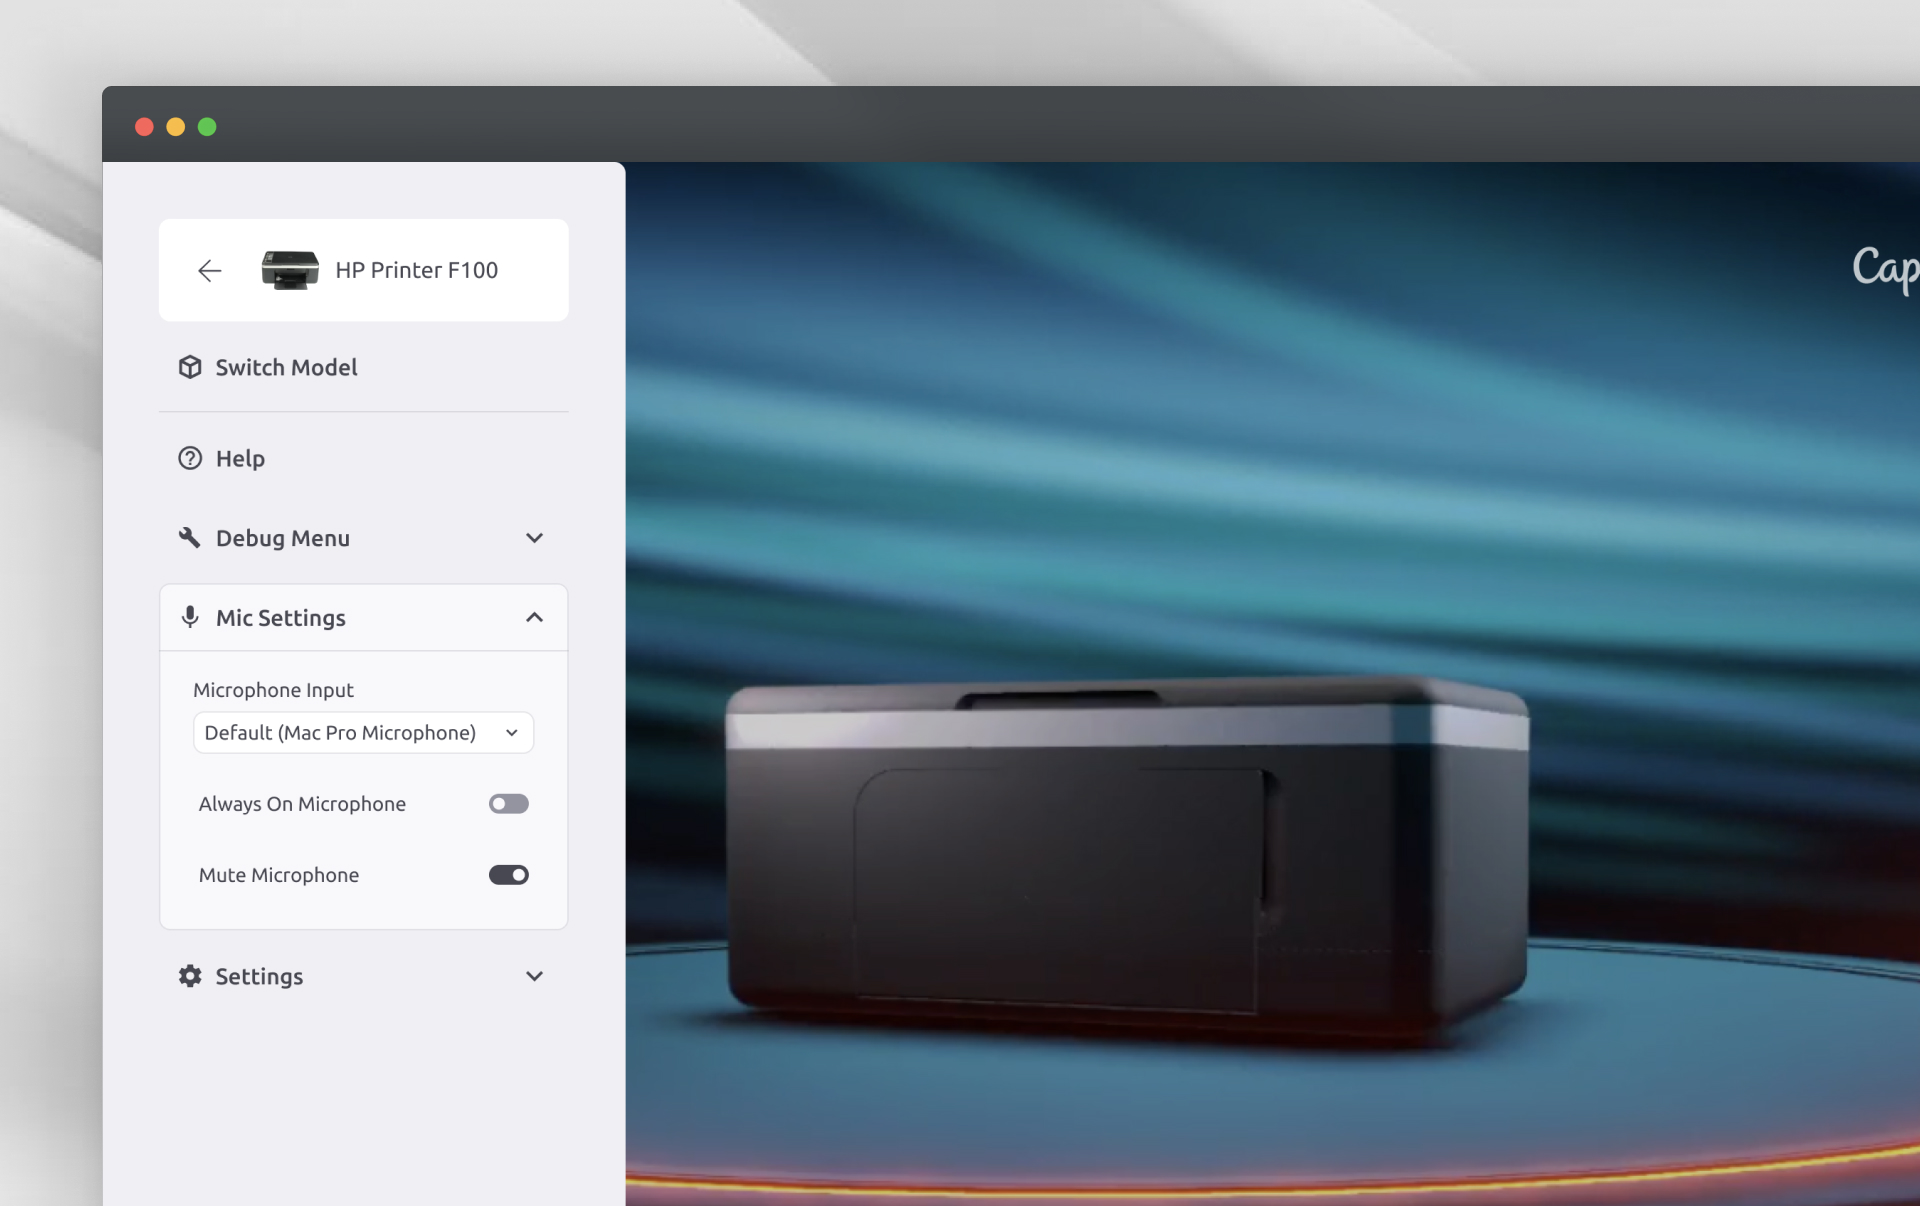 HP Printer F100
Switch Model
Help
Debug Menu
Mic Settings
Microphone Input
Default (Mac Pro Microphone)
Always On Microphone
Mute Microphone
Settings
Cap